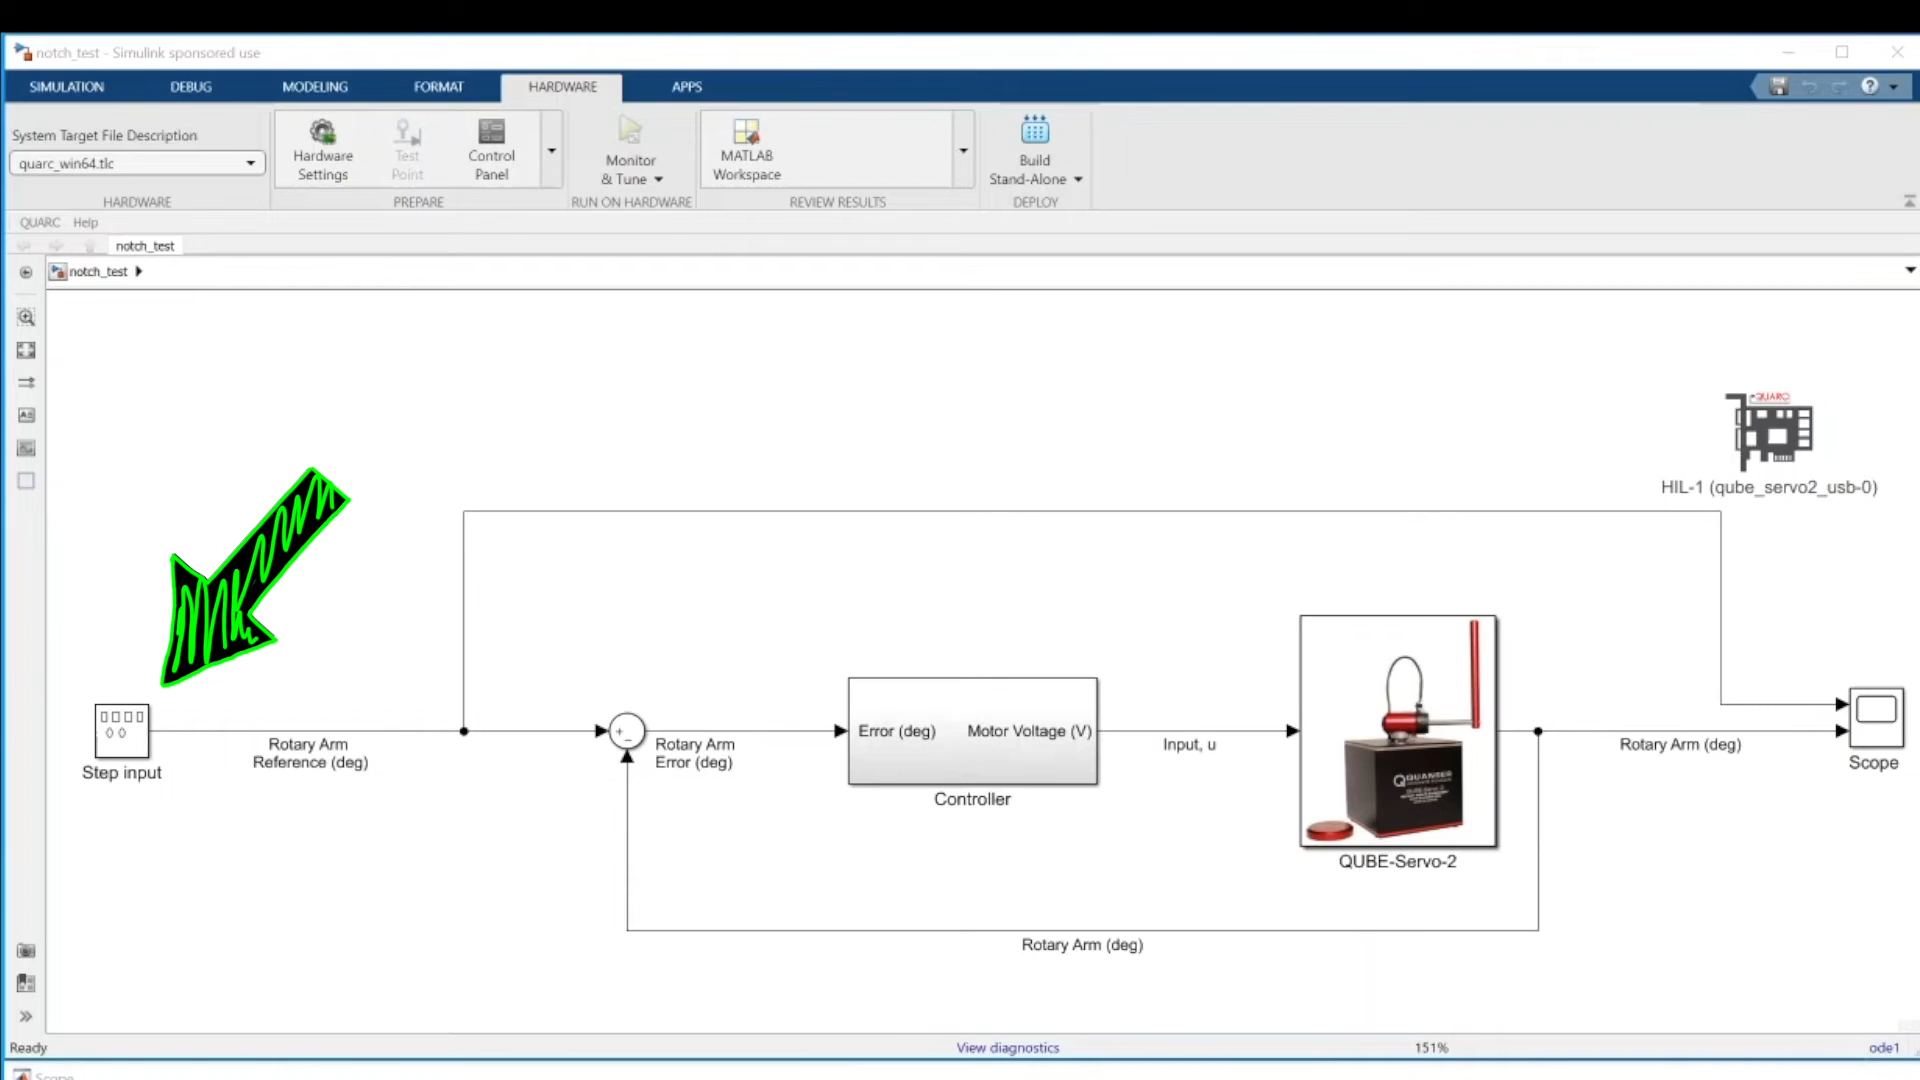 notch_test - Simulink sponsored use
SIMULATION DEBUG MODELING FORMAT HARDWARE APPS
System Target File Description
quarc_win64.tlc
Hardware Settings
Test Point
Control Panel
Monitor & Tune
MATLAB Workspace
Build Stand-Alone
HARDWARE PREPARE RUN ON HARDWARE REVIEW RESULTS DEPLOY
QUARC Help
notch_test
notch_test
QUARC
HIL-1 (qube_servo2_usb-0)
Step input
Rotary Arm
Reference (deg)
Rotary Arm
Error (deg)
Error (deg) Motor Voltage (V)
Controller
Input, u
QUANSER
QUBE-Servo-2
Rotary Arm (deg)
Scope
Rotary Arm (deg)
Ready View diagnostics 151% ode1
Scope